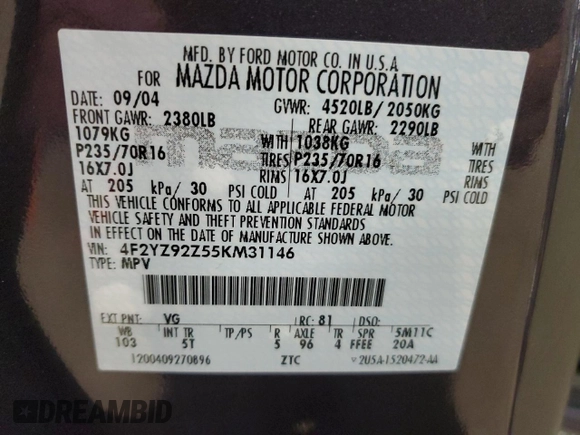 MFD. BY FORD MOTOR CO. IN U.S.A.
FOR MAZDA MOTOR CORPORATION
DATE: 09/04 GVWR: 4520LB/ 2050KG
FRONT GAWR: 2380LB REAR GAWR: 2290LB
1079KG WITH 1038KG WITH
P235/70R16 TIRES P235/70R16 TIRES
16X7.0J RIMS 16X7.0J RIMS
AT 205 kPa/ 30 PSI COLD AT 205 kPa/ 30 PSI COLD
THIS VEHICLE CONFORMS TO ALL APPLICABLE FEDERAL MOTOR
VEHICLE SAFETY AND THEFT PREVENTION STANDARDS
IN EFFECT ON THE DATE OF MANUFACTURE SHOWN ABOVE.
VIN: 4F2YZ92Z55KM31146
TYPE: MPV
mazda
EXT PNT: VG RC: 81 DSO:
WB INT TR TP/PS R AXLE TR SPR 5M11C
103 5T 5 96 4 FFEE 20A
1200409270896 ZTC 2U5A-1520472-AA
DREAMBID